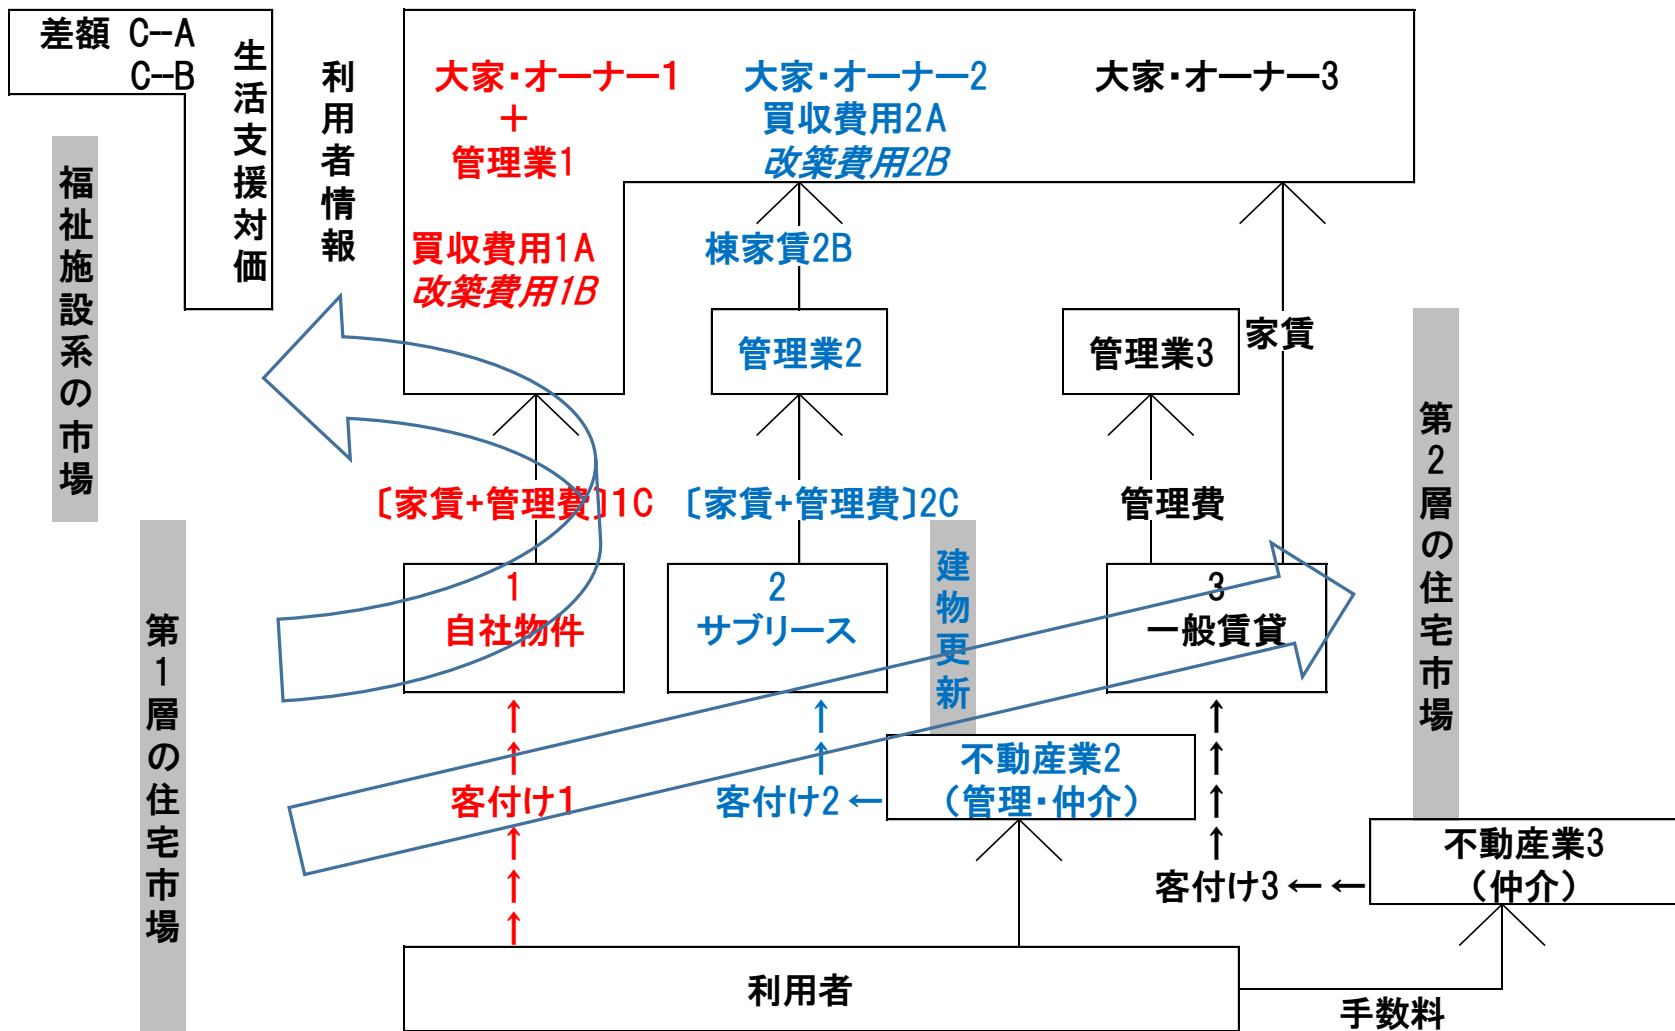 差額 C--A
C--B
生活支援対価
利用者情報
福祉施設系の市場
第1層の住宅市場
大家・オーナー1
＋
管理業1
買収費用1A
改築費用1B
大家・オーナー2
買収費用2A
改築費用2B
大家・オーナー3
棟家賃2B
管理業2
管理業3
家賃
〔家賃+管理費〕1C
〔家賃+管理費〕2C
管理費
第2層の住宅市場
1
自社物件
2
サブリース
建物更新
3
一般賃貸
↑
↑
客付け1
↑
↑
↑
↑
↑
客付け2 ←
不動産業2
（管理・仲介）
↑
↑
↑
↑
客付け3 ← ←
不動産業3
（仲介）
利用者
手数料